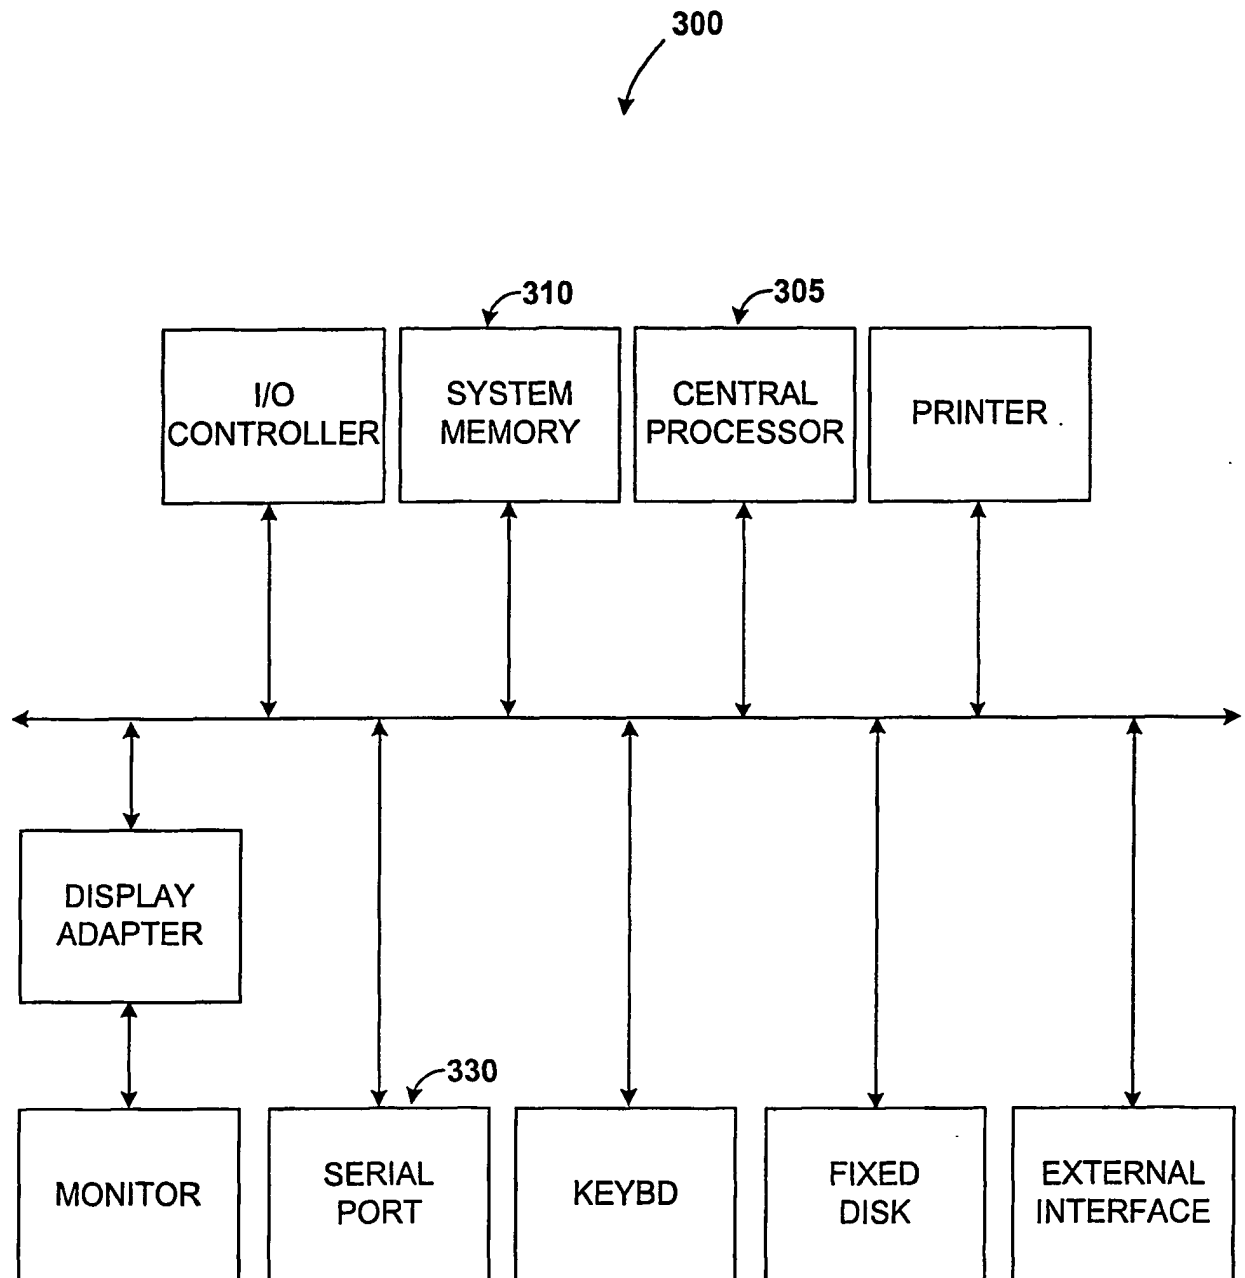 300
310
305
I/O
CONTROLLER
SYSTEM
MEMORY
CENTRAL
PROCESSOR
PRINTER
DISPLAY
ADAPTER
330
MONITOR
SERIAL
PORT
KEYBD
FIXED
DISK
EXTERNAL
INTERFACE